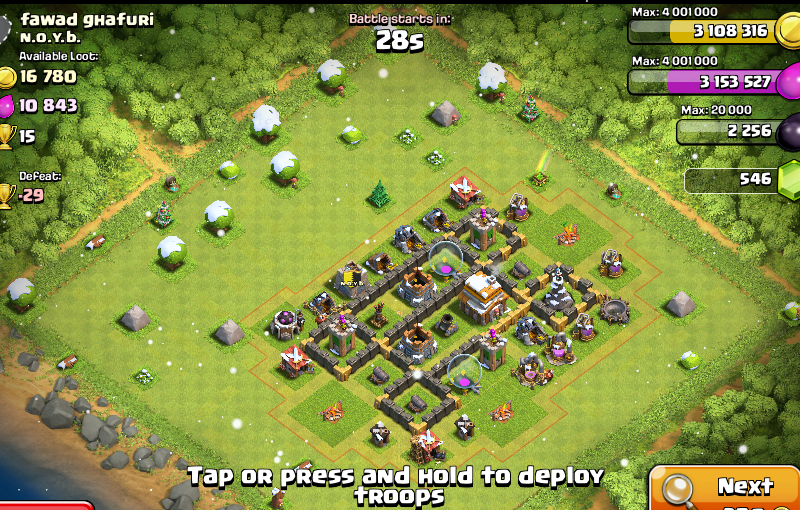 fawad ghafuri
N.O.Y.b.
Available Loot:
16 780
10 843
15
Defeat:
-29
Battle starts in:
28s
Max: 4 001 000
3 108 316
Max: 4 001 000
3 153 527
Max: 20 000
2 256
546
Tap or press and hold to deploy
troops
Next